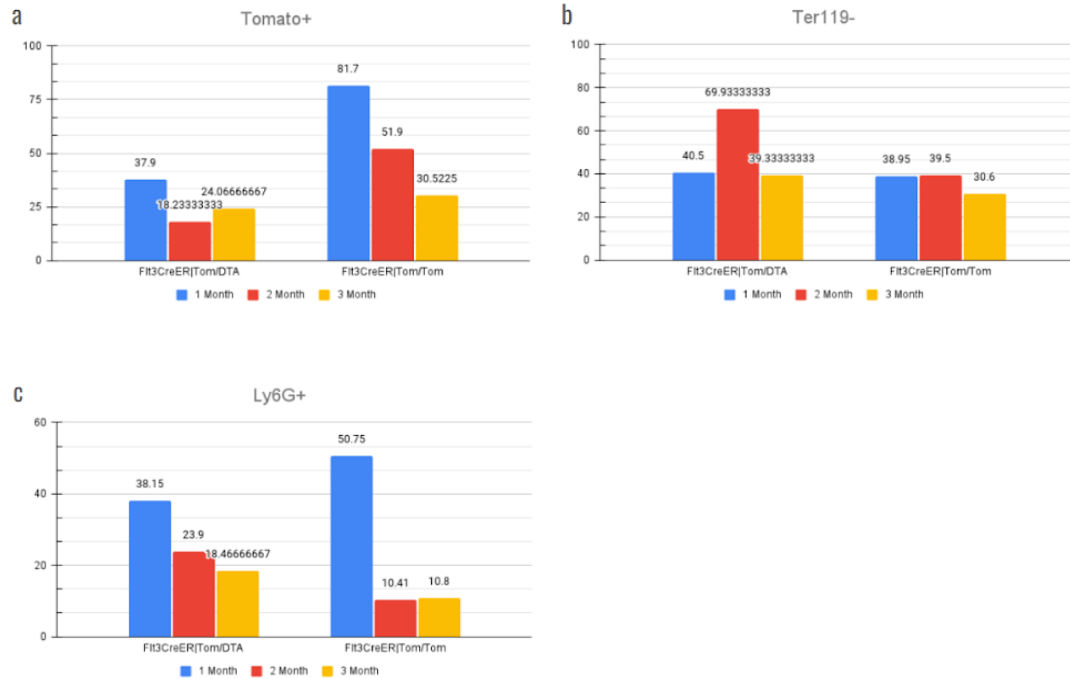 a
Tomato+
100
75
50
25
0
37.9
18.23333333
24.06666667
81.7
51.9
30.5225
Flt3CreER|Tom/DTA
Flt3CreER|Tom/Tom
1 Month
2 Month
3 Month
b
Ter119-
100
80
60
40
20
0
40.5
69.93333333
39.33333333
38.95
39.5
30.6
Flt3CreER|Tom/DTA
Flt3CreER|Tom/Tom
1 Month
2 Month
3 Month
c
Ly6G+
60
40
20
0
38.15
23.9
18.46666667
50.75
10.41
10.8
Flt3CreER|Tom/DTA
Flt3CreER|Tom/Tom
1 Month
2 Month
3 Month